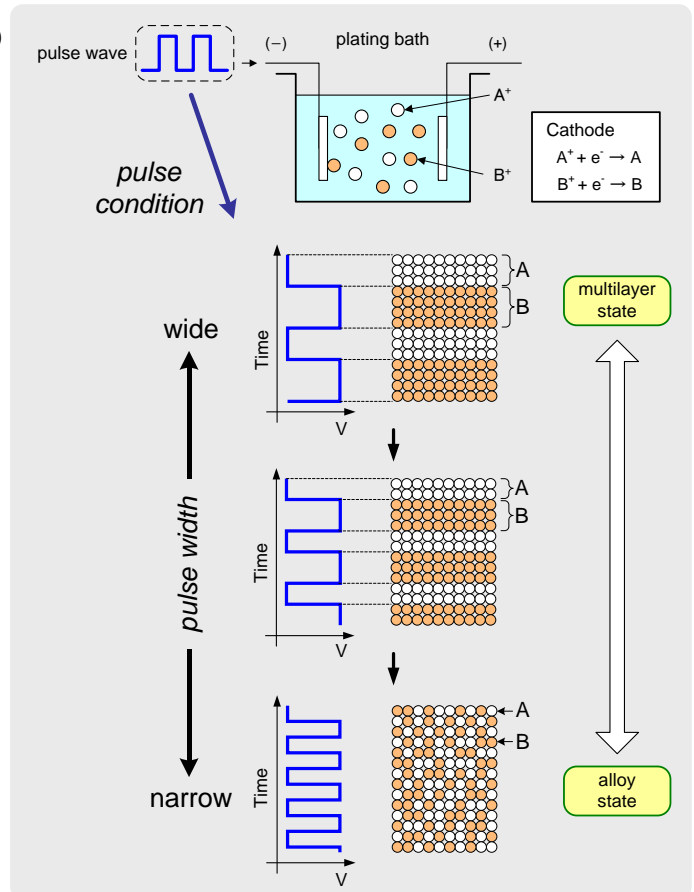 )
pulse wave
(−)
plating bath
(+)
A⁺
B⁺
Cathode
A⁺ + e⁻ → A
B⁺ + e⁻ → B
pulse
condition
wide
pulse width
narrow
Time
V
A
B
multilayer
state
Time
V
A
B
Time
V
A
B
alloy
state